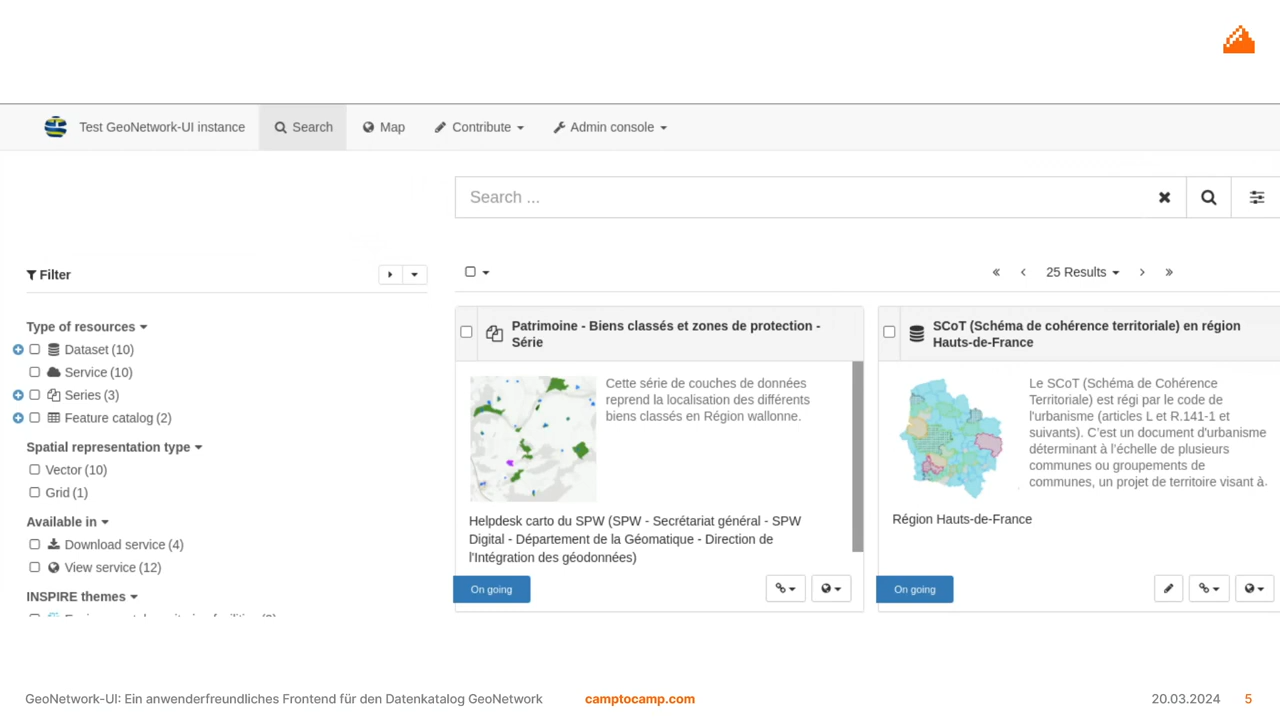 Test GeoNetwork-UI instance
Search
Map
Contribute
Admin console
Search ...
Filter
25 Results
Type of resources
Dataset (10)
Service (10)
Series (3)
Feature catalog (2)
Spatial representation type
Vector (10)
Grid (1)
Available in
Download service (4)
View service (12)
INSPIRE themes
Patrimoine - Biens classés et zones de protection -
Série
Cette série de couches de données
reprend la localisation des différents
biens classés en Région wallonne.
Helpdesk carto du SPW (SPW - Secrétariat général - SPW
Digital - Département de la Géomatique - Direction de
l'Intégration des géodonnées)
On going
SCoT (Schéma de cohérence territoriale) en région
Hauts-de-France
Le SCoT (Schéma de Cohérence
Territoriale) est régi par le code de
l'urbanisme (articles L et R.141-1 et
suivants). C'est un document d'urbanisme
déterminant à l'échelle de plusieurs
communes ou groupements de
communes, un projet de territoire visant à
Région Hauts-de-France
On going
GeoNetwork-UI: Ein anwenderfreundliches Frontend für den Datenkatalog GeoNetwork
camptocamp.com
20.03.2024
5